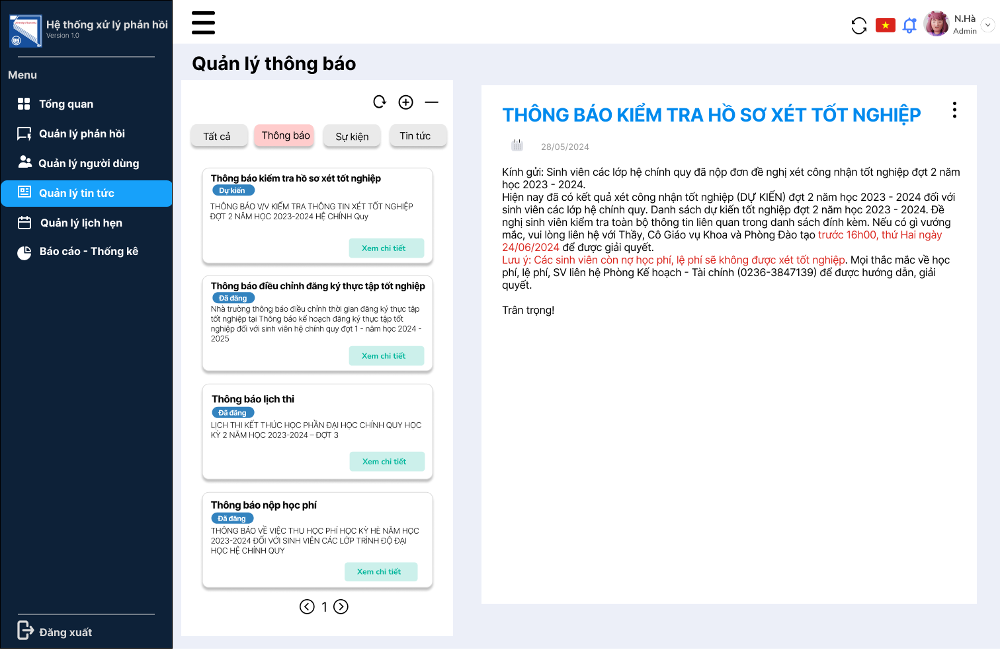 University of Economics
Hệ thống xử lý phản hồi
Version 1.0
Menu
Tổng quan
Quản lý phản hồi
Quản lý người dùng
Quản lý tin tức
Quản lý lịch hẹn
Báo cáo - Thống kê
Đăng xuất
N.Hà
Admin
Quản lý thông báo
Tất cả
Thông báo
Sự kiện
Tin tức
Thông báo kiểm tra hồ sơ xét tốt nghiệp
Dự kiến
THÔNG BÁO V/V KIỂM TRA THÔNG TIN XÉT TỐT NGHIỆP
ĐỢT 2 NĂM HỌC 2023-2024 HỆ CHÍNH Quy
Xem chi tiết
Thông báo điều chỉnh đăng ký thực tập tốt nghiệp
Đã đăng
Nhà trường thông báo điều chỉnh thời gian đăng ký thực tập
tốt nghiệp tại Thông báo kế hoạch đăng ký thực tập tốt
nghiệp đối với sinh viên hệ chính quy đợt 1 - năm học 2024 -
2025
Xem chi tiết
Thông báo lịch thi
Đã đăng
LỊCH THI KẾT THÚC HỌC PHẦN ĐẠI HỌC CHÍNH QUY HỌC
KỲ 2 NĂM HỌC 2023-2024 – ĐỢT 3
Xem chi tiết
Thông báo nộp học phí
Đã đăng
THÔNG BÁO VỀ VIỆC THU HỌC PHÍ HỌC KỲ HÈ NĂM HỌC
2023-2024 ĐỐI VỚI SINH VIÊN CÁC LỚP TRÌNH ĐỘ ĐẠI
HỌC HỆ CHÍNH QUY
Xem chi tiết
1
THÔNG BÁO KIỂM TRA HỒ SƠ XÉT TỐT NGHIỆP
28/05/2024
Kính gửi: Sinh viên các lớp hệ chính quy đã nộp đơn đề nghị xét công nhận tốt nghiệp đợt 2 năm
học 2023 - 2024.
Hiện nay đã có kết quả xét công nhận tốt nghiệp (DỰ KIẾN) đợt 2 năm học 2023 - 2024 đối với
sinh viên các lớp hệ chính quy. Danh sách dự kiến tốt nghiệp đợt 2 năm học 2023 - 2024. Đề
nghị sinh viên kiểm tra toàn bộ thông tin liên quan trong danh sách đính kèm. Nếu có gì vướng
mắc, vui lòng liên hệ với Thầy, Cô Giáo vụ Khoa và Phòng Đào tạo trước 16h00, thứ Hai ngày
24/06/2024 để được giải quyết.
Lưu ý: Các sinh viên còn nợ học phí, lệ phí sẽ không được xét tốt nghiệp. Mọi thắc mắc về học
phí, lệ phí, SV liên hệ Phòng Kế hoạch - Tài chính (0236-3847139) để được hướng dẫn, giải
quyết.
Trân trọng!